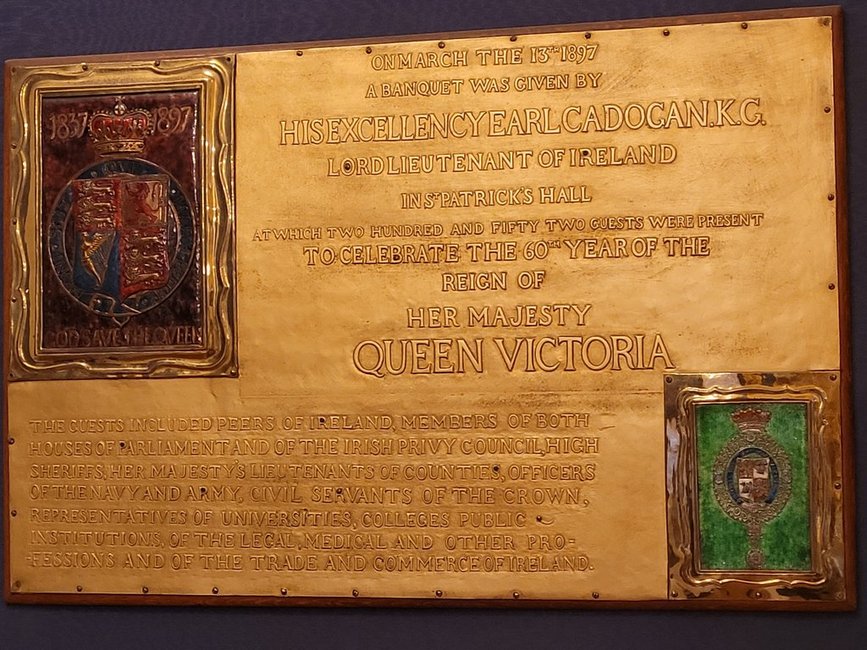 1837 1897
GOD SAVE THE QUEEN
ON MARCH THE 13TH 1897
A BANQUET WAS GIVEN BY
HIS EXCELLENCY EARL CADOGAN. K.G.
LORD LIEUTENANT OF IRELAND
IN ST PATRICK'S HALL
AT WHICH TWO HUNDRED AND FIFTY TWO GUESTS WERE PRESENT
TO CELEBRATE THE 60TH YEAR OF THE
REIGN OF
HER MAJESTY
QUEEN VICTORIA
THE GUESTS INCLUDED PEERS OF IRELAND, MEMBERS OF BOTH
HOUSES OF PARLIAMENT AND OF THE IRISH PRIVY COUNCIL, HIGH
SHERIFFS, HER MAJESTY'S LIEUTENANTS OF COUNTIES, OFFICERS
OF THE NAVY AND ARMY, CIVIL SERVANTS OF THE CROWN,
REPRESENTATIVES OF UNIVERSITIES, COLLEGES PUBLIC
INSTITUTIONS, OF THE LEGAL, MEDICAL AND OTHER PRO-
-FESSIONS AND OF THE TRADE AND COMMERCE OF IRELAND.